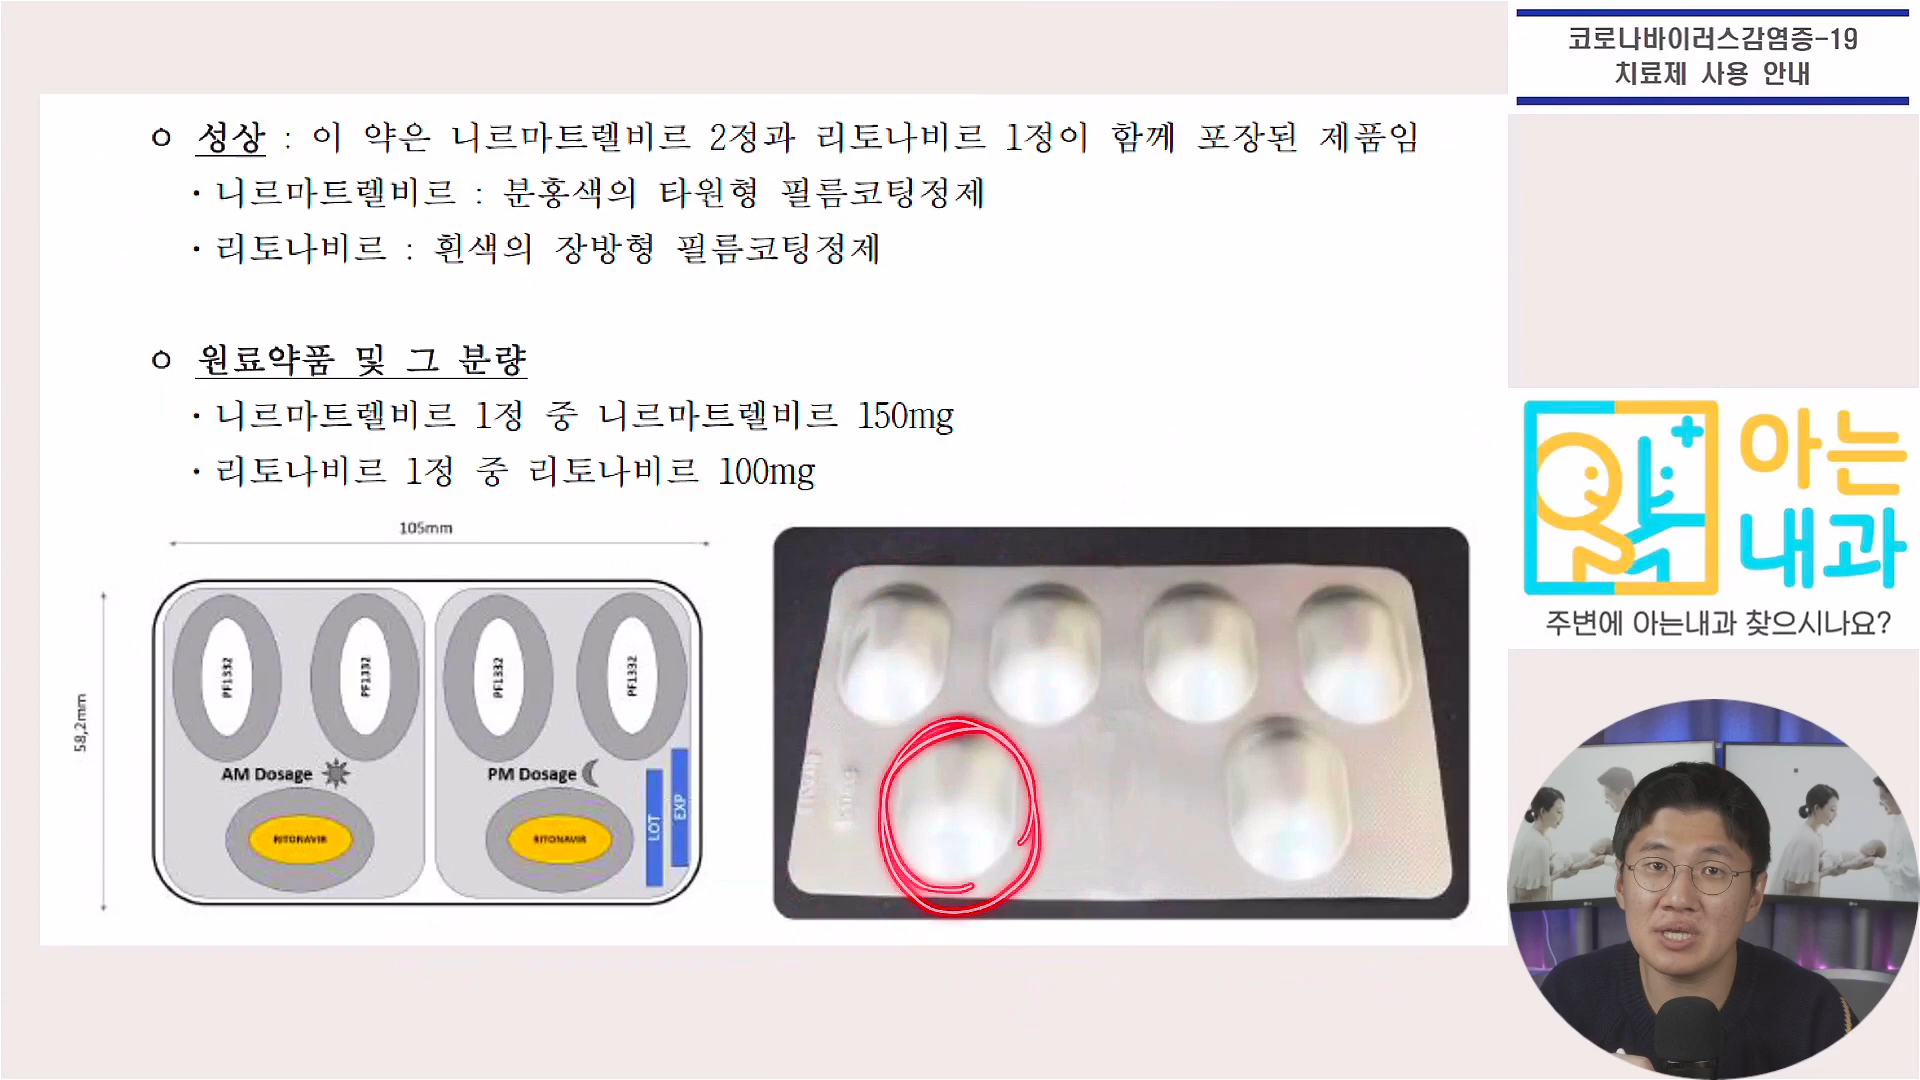 코로나바이러스감염증-19
치료제 사용 안내
ㅇ 성상 : 이 약은 니르마트렐비르 2정과 리토나비르 1정이 함께 포장된 제품임
· 니르마트렐비르 : 분홍색의 타원형 필름코팅정제
· 리토나비르 : 흰색의 장방형 필름코팅정제
ㅇ 원료약품 및 그 분량
· 니르마트렐비르 1정 중 니르마트렐비르 150mg
· 리토나비르 1정 중 리토나비르 100mg
105mm
58,2mm
PF1332
PF1332
PF1332
PF1332
AM Dosage
PM Dosage
RITONAVIR
RITONAVIR
LOT
EXP
아는
내과
주변에 아는내과 찾으시나요?